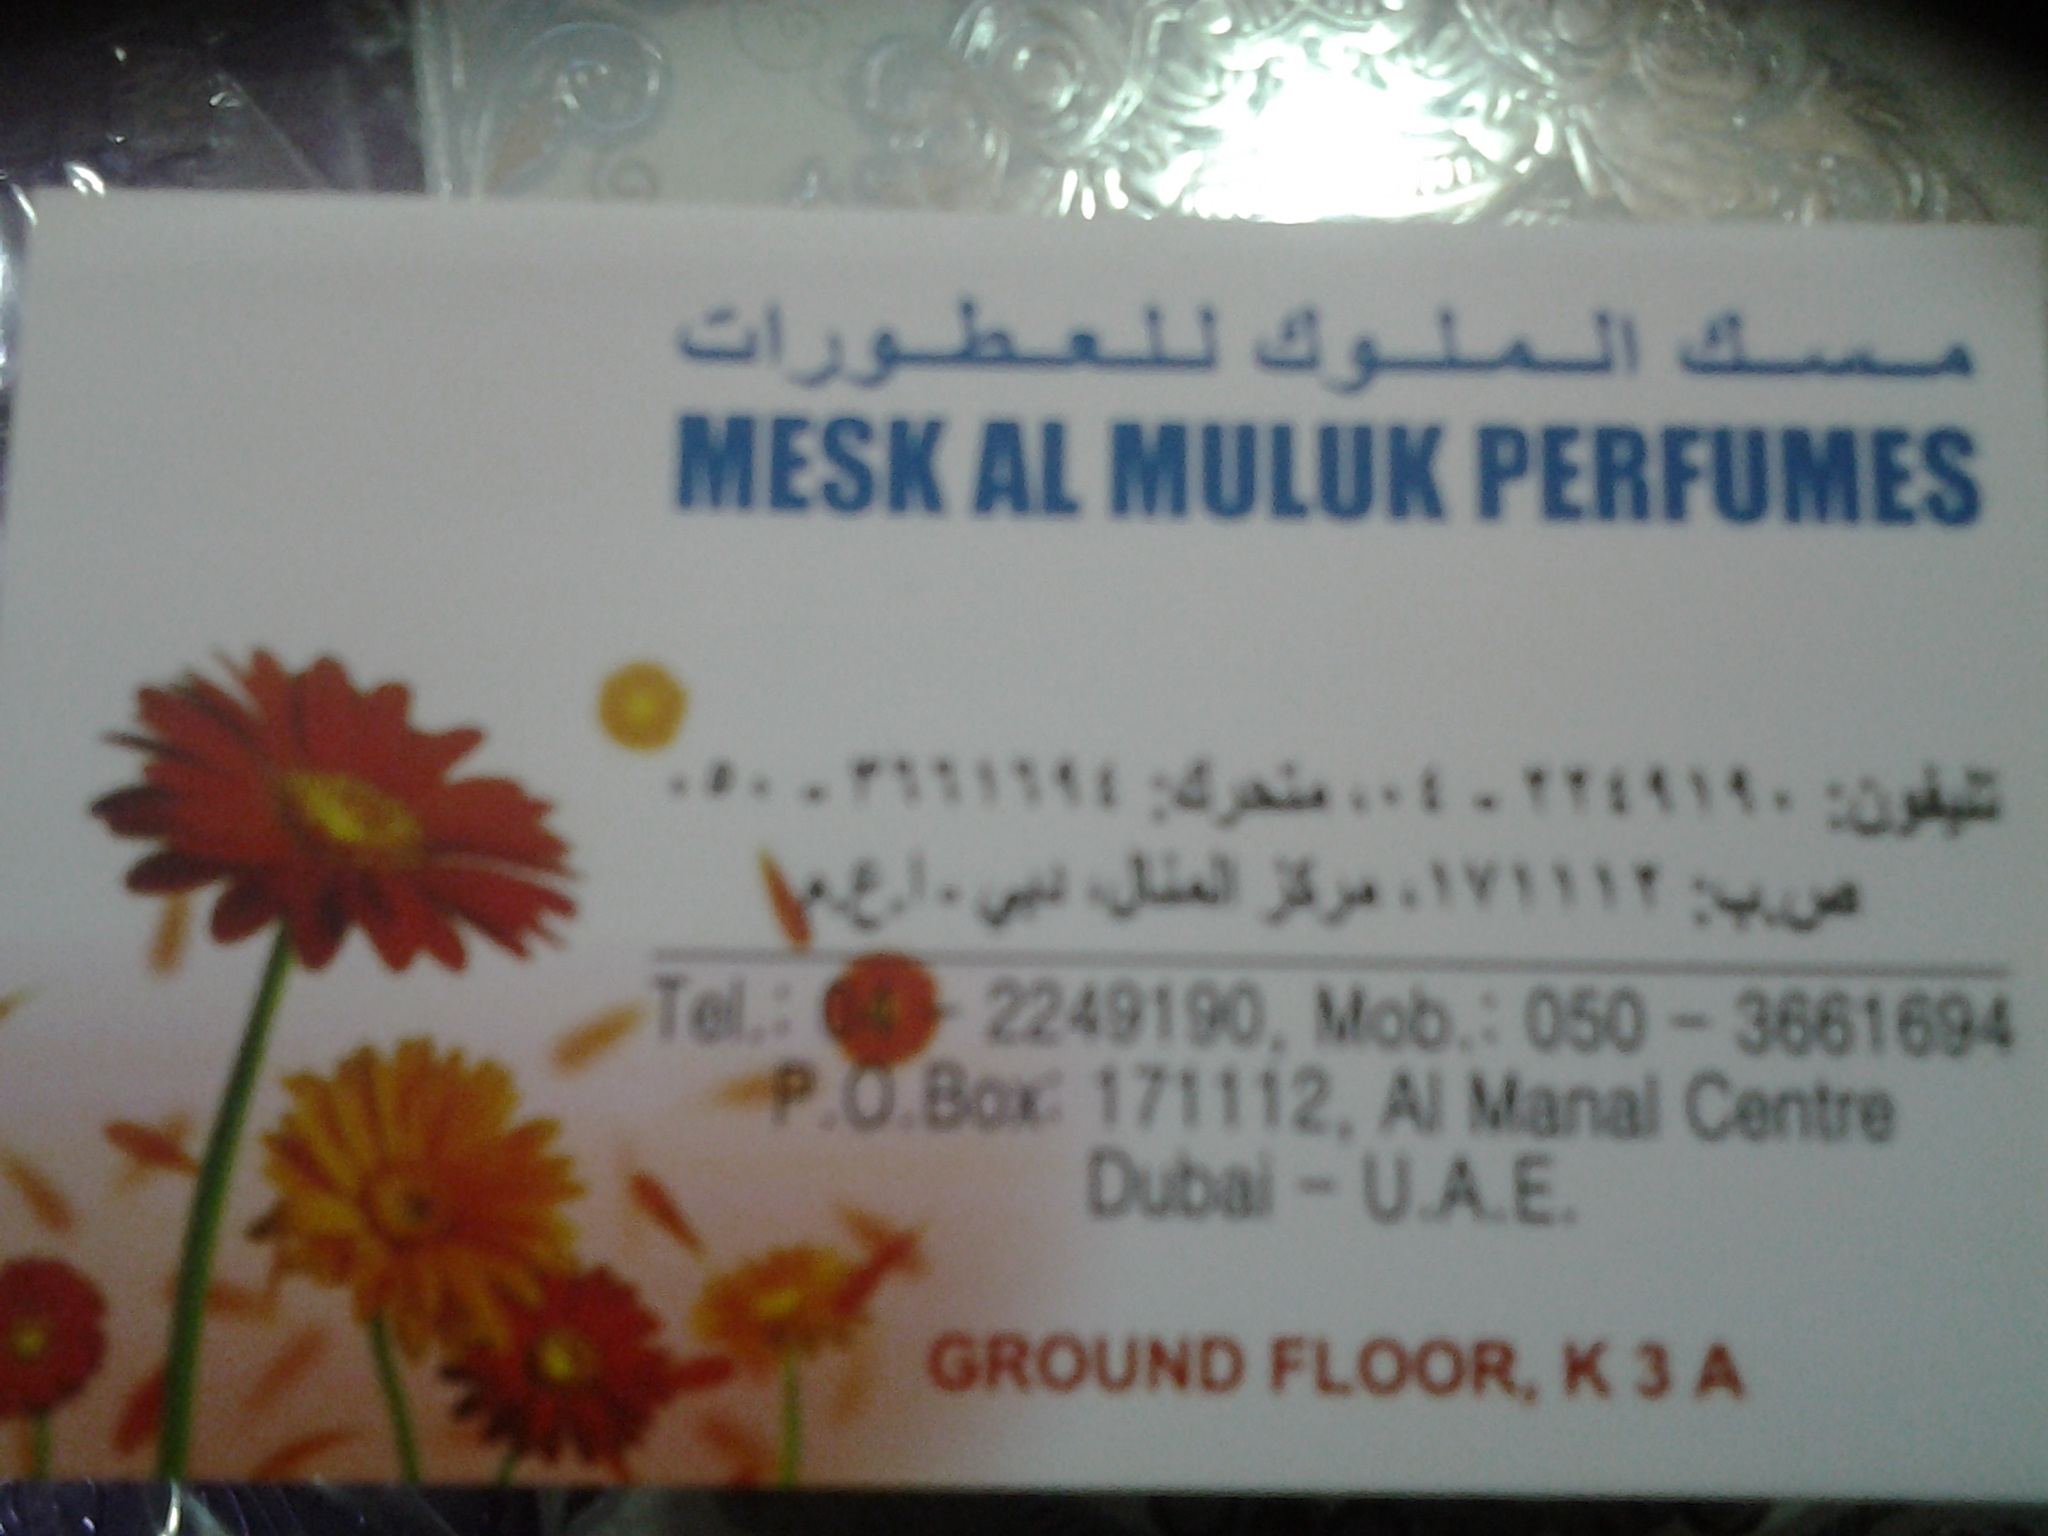 مسك الملوك للعطورات
MESK AL MULUK PERFUMES
تليفون: ٢٢٤٩١٩٠ - ٠٤، متحرك: ٣٦٦١٦٩٤ - ٠٥٠
ص.ب: ١٧١١١٢، مركز المنال، دبي - ا.ع.م
Tel.: 04 - 2249190, Mob.: 050 - 3661694
P.O.Box: 171112, Al Manal Centre
Dubai - U.A.E.
GROUND FLOOR, K 3 A